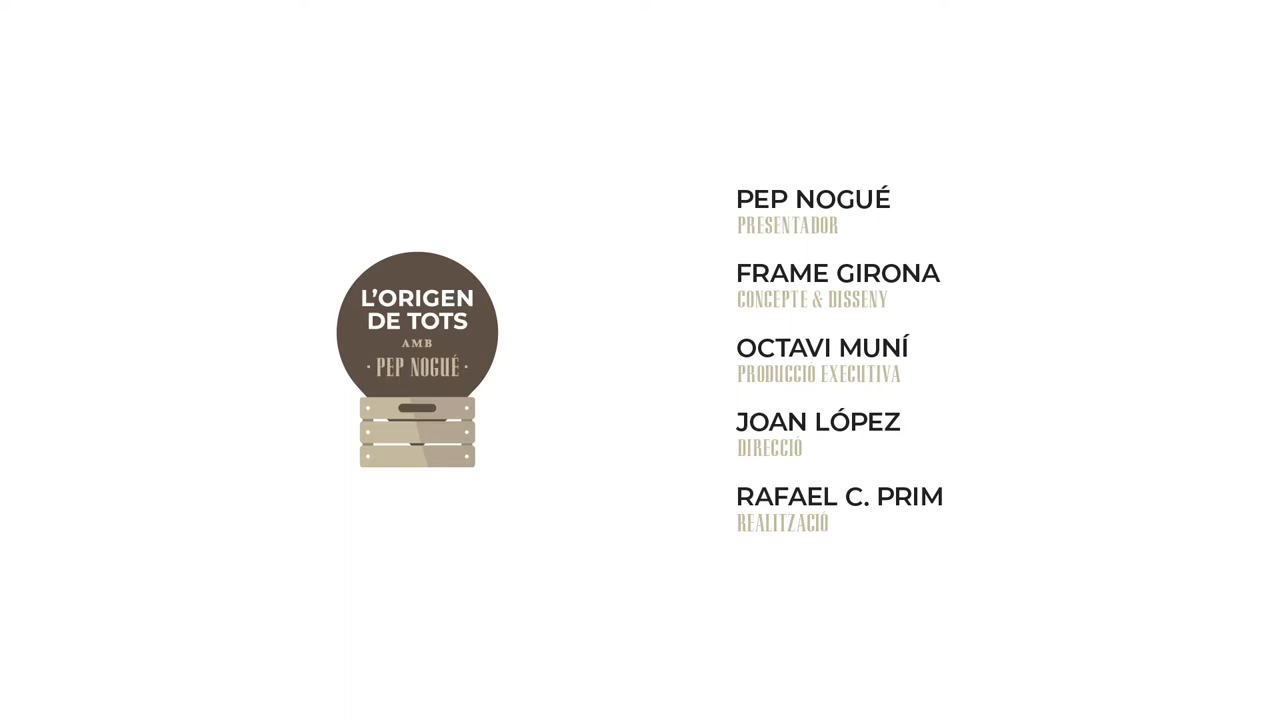 L'ORIGEN
DE TOTS
AMB
· PEP NOGUÉ ·
PEP NOGUÉ
PRESENTADOR
FRAME GIRONA
CONCEPTE & DISSENY
OCTAVI MUNÍ
PRODUCCIÓ EXECUTIVA
JOAN LÓPEZ
DIRECCIÓ
RAFAEL C. PRIM
REALITZACIÓ